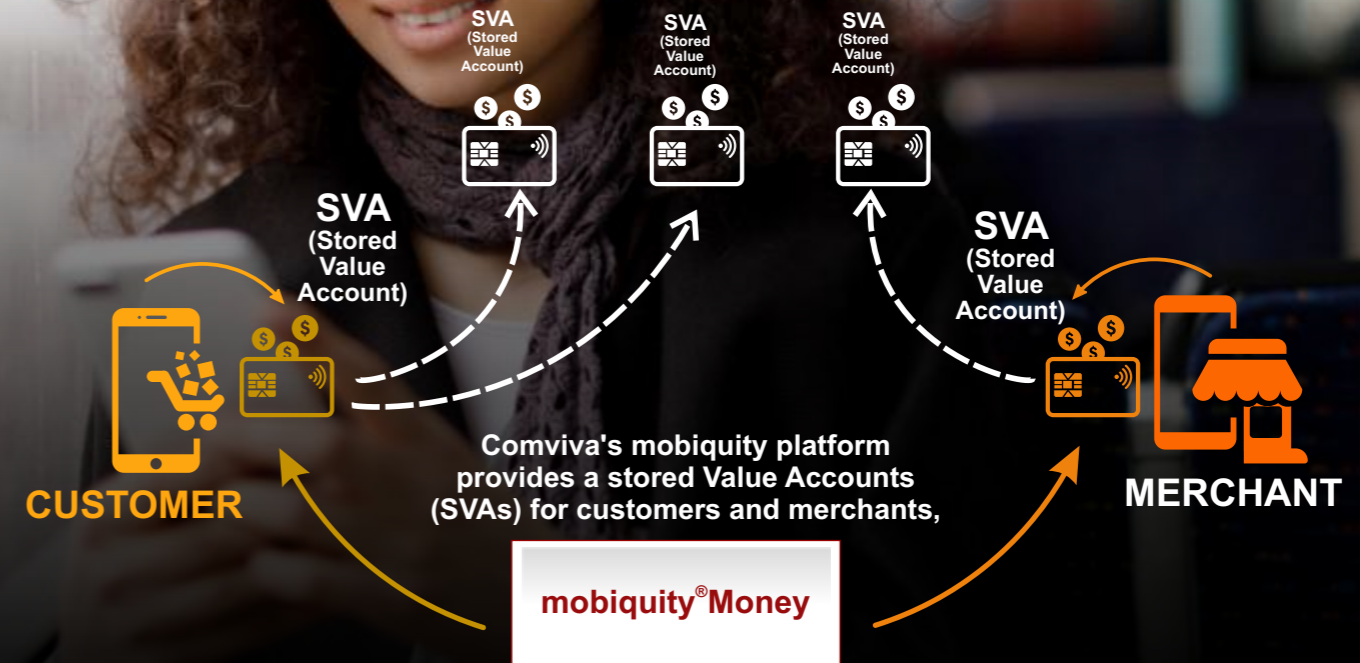 SVA
(Stored
Value
Account)
SVA
(Stored
Value
Account)
SVA
(Stored
Value
Account)
SVA
(Stored
Value
Account)
SVA
(Stored
Value
Account)
CUSTOMER
MERCHANT
Comviva's mobiquity platform
provides a stored Value Accounts
(SVAs) for customers and merchants,
mobiquity®Money